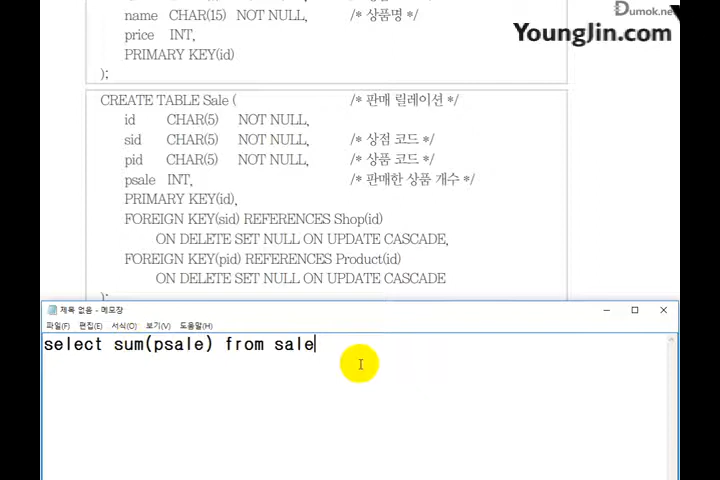 Dumok.ne
YoungJin.com
name CHAR(15) NOT NULL, /* 상품명 */
price INT,
PRIMARY KEY(id)
);
CREATE TABLE Sale ( /* 판매 릴레이션 */
id CHAR(5) NOT NULL,
sid CHAR(5) NOT NULL, /* 상점 코드 */
pid CHAR(5) NOT NULL, /* 상품 코드 */
psale INT, /* 판매한 상품 개수 */
PRIMARY KEY(id),
FOREIGN KEY(sid) REFERENCES Shop(id)
ON DELETE SET NULL ON UPDATE CASCADE,
FOREIGN KEY(pid) REFERENCES Product(id)
ON DELETE SET NULL ON UPDATE CASCADE
);
제목 없음 - 메모장
파일(F) 편집(E) 서식(O) 보기(V) 도움말(H)
select sum(psale) from sale